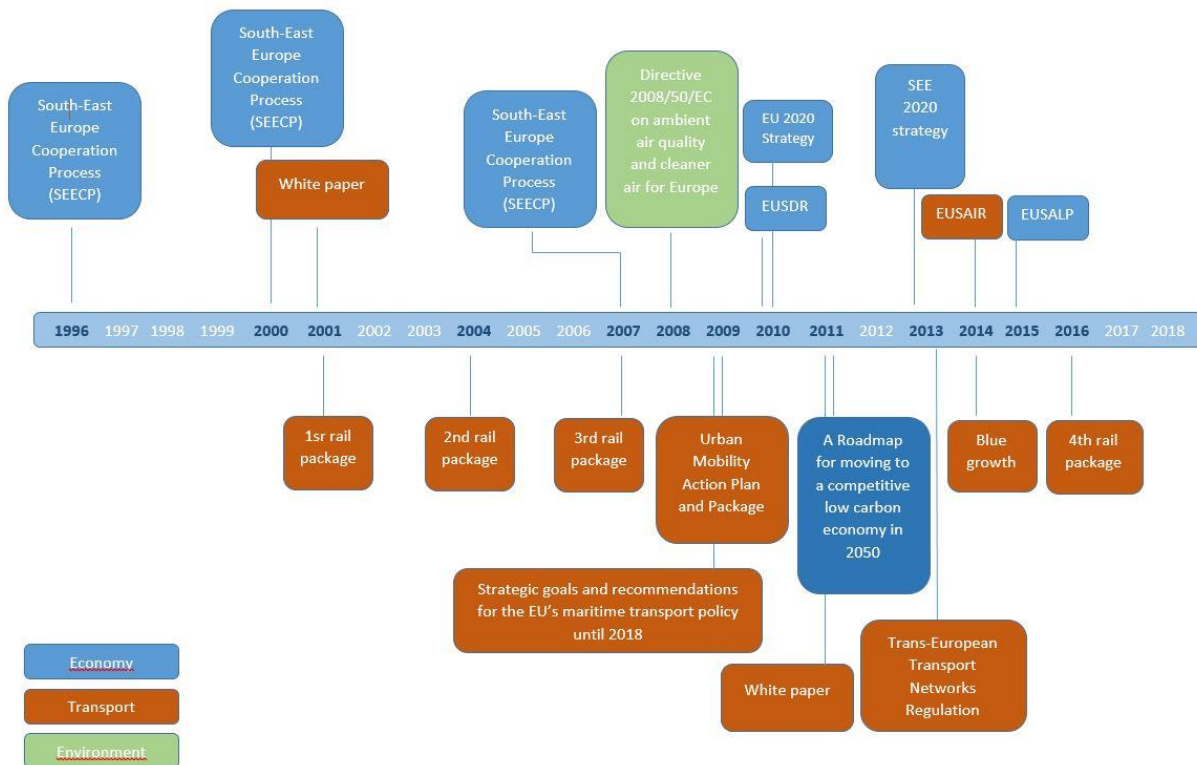 South-East
Europe
Cooperation
Process
(SEECP)
South-East
Europe
Cooperation
Process
(SEECP)
White paper
South-East
Europe
Cooperation
Process
(SEECP)
Directive
2008/50/EC
on ambient
air quality
and cleaner
air for Europe
EU 2020
Strategy
EUSDR
SEE
2020
strategy
EUSAIR
EUSALP
1996 1997 1998 1999 2000 2001 2002 2003 2004 2005 2006 2007 2008 2009 2010 2011 2012 2013 2014 2015 2016 2017 2018
1sr rail
package
2nd rail
package
3rd rail
package
Urban
Mobility
Action Plan
and Package
A Roadmap
for moving to
a competitive
low carbon
economy in
2050
Blue
growth
4th rail
package
Strategic goals and recommendations
for the EU’s maritime transport policy
until 2018
White paper
Trans-European
Transport
Networks
Regulation
Economy
Transport
Environment